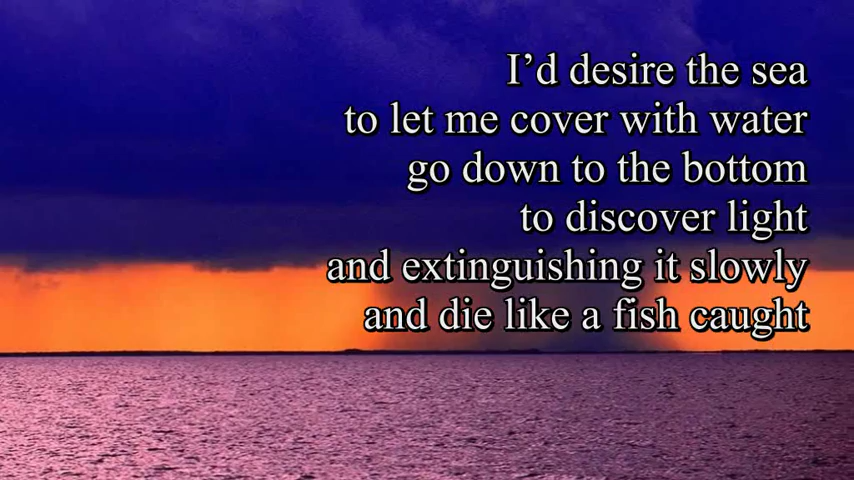 I’d desire the sea
to let me cover with water
go down to the bottom
to discover light
and extinguishing it slowly
and die like a fish caught